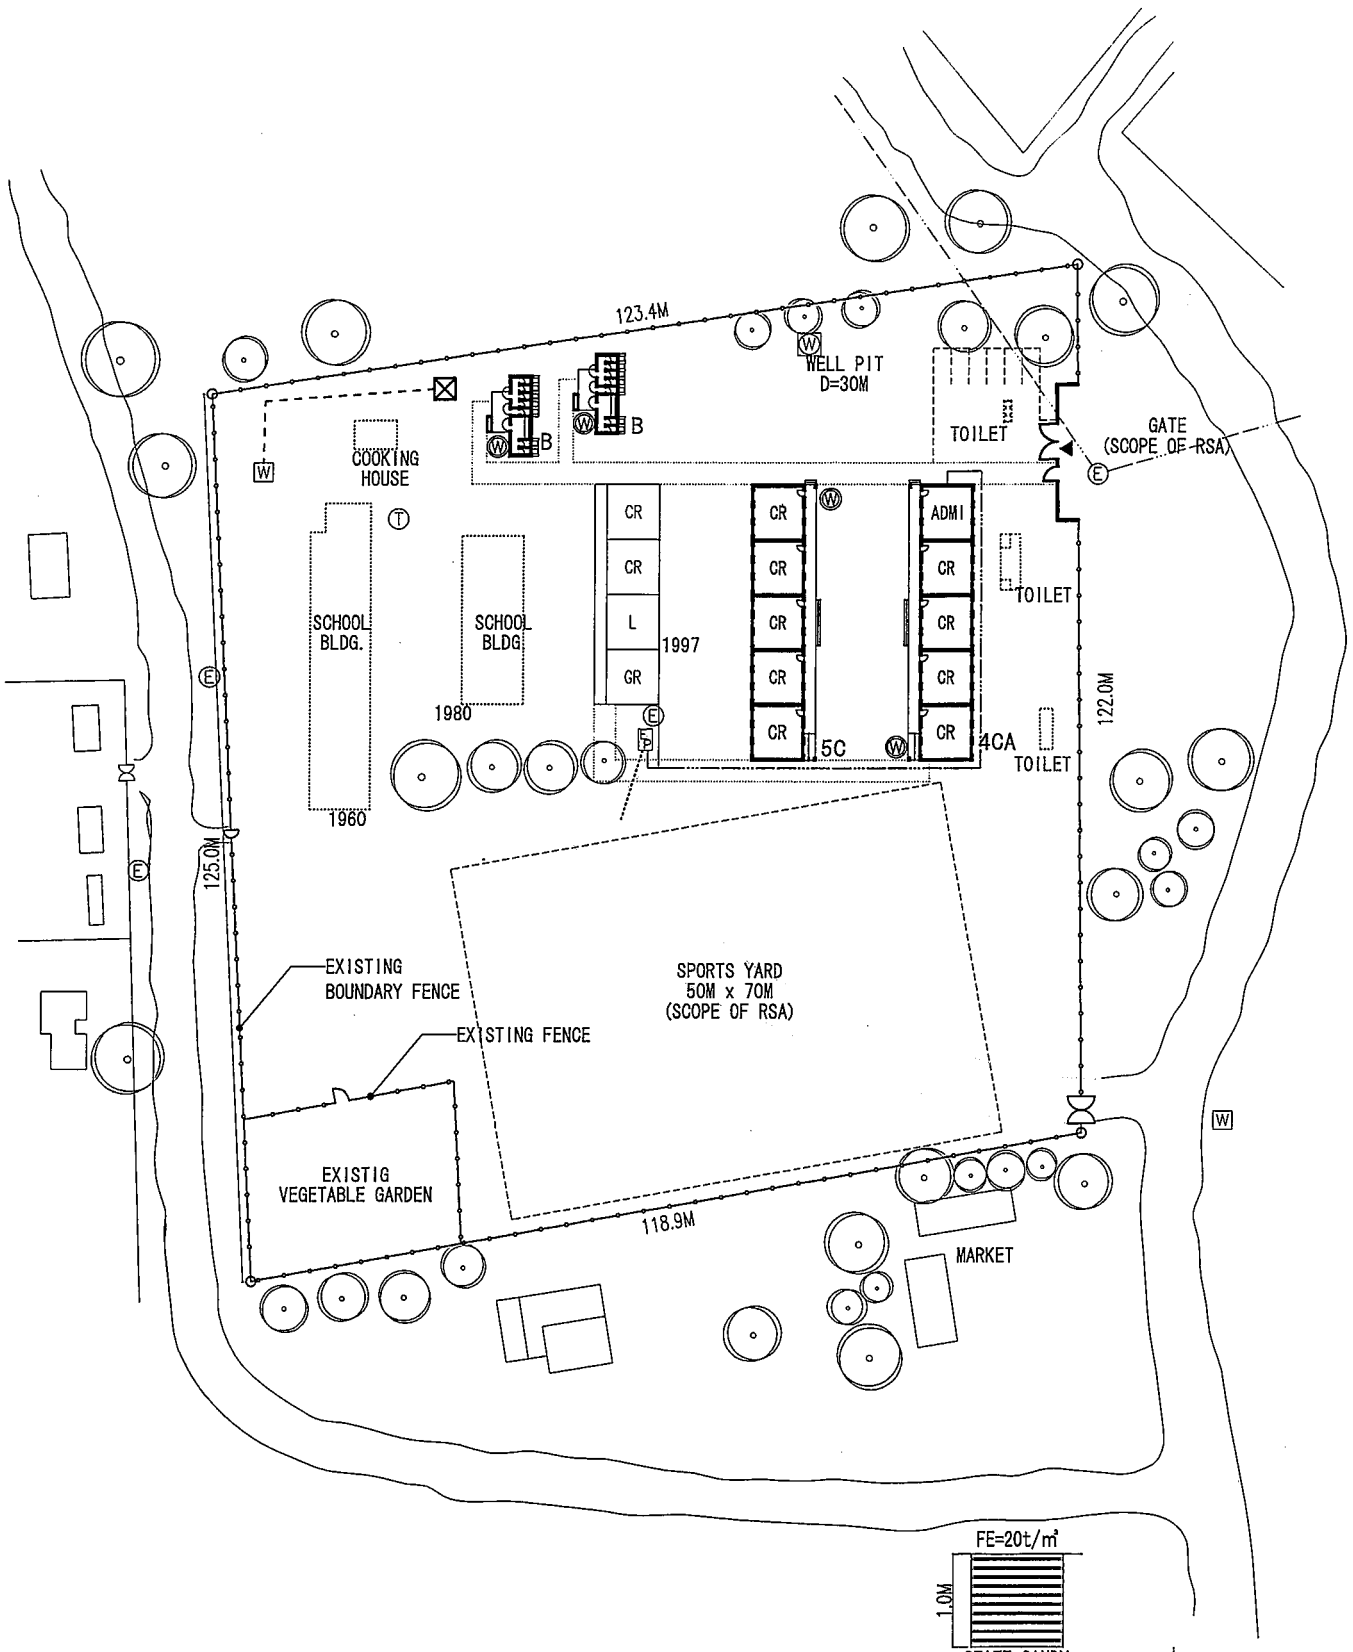 123.4M
WELL PIT
D=30M
W
W
W
B
W
B
TOILET
GATE
(SCOPE OF RSA)
E
COOKING
HOUSE
T
W
CR
CR
L
GR
1997
CR
CR
CR
CR
CR
5C
W
ADMI
CR
CR
CR
CR
4CA
TOILET
TOILET
122.0M
SCHOOL
BLDG.
1960
SCHOOL
BLDG
1980
E
E
EP
E
125.0M
EXISTING
BOUNDARY FENCE
EXISTING FENCE
SPORTS YARD
50M x 70M
(SCOPE OF RSA)
EXISTIG
VEGETABLE GARDEN
118.9M
W
MARKET
FE=20t/㎡
1.0M